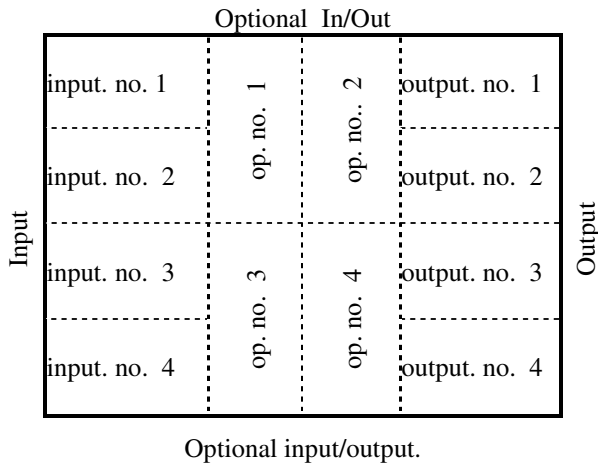 Optional In/Out
input. no. 1
op. no. 1
op. no.. 2
output. no. 1
input. no. 2
output. no. 2
Input
Output
input. no. 3
op. no. 3
op. no. 4
output. no. 3
input. no. 4
output. no. 4
Optional input/output.